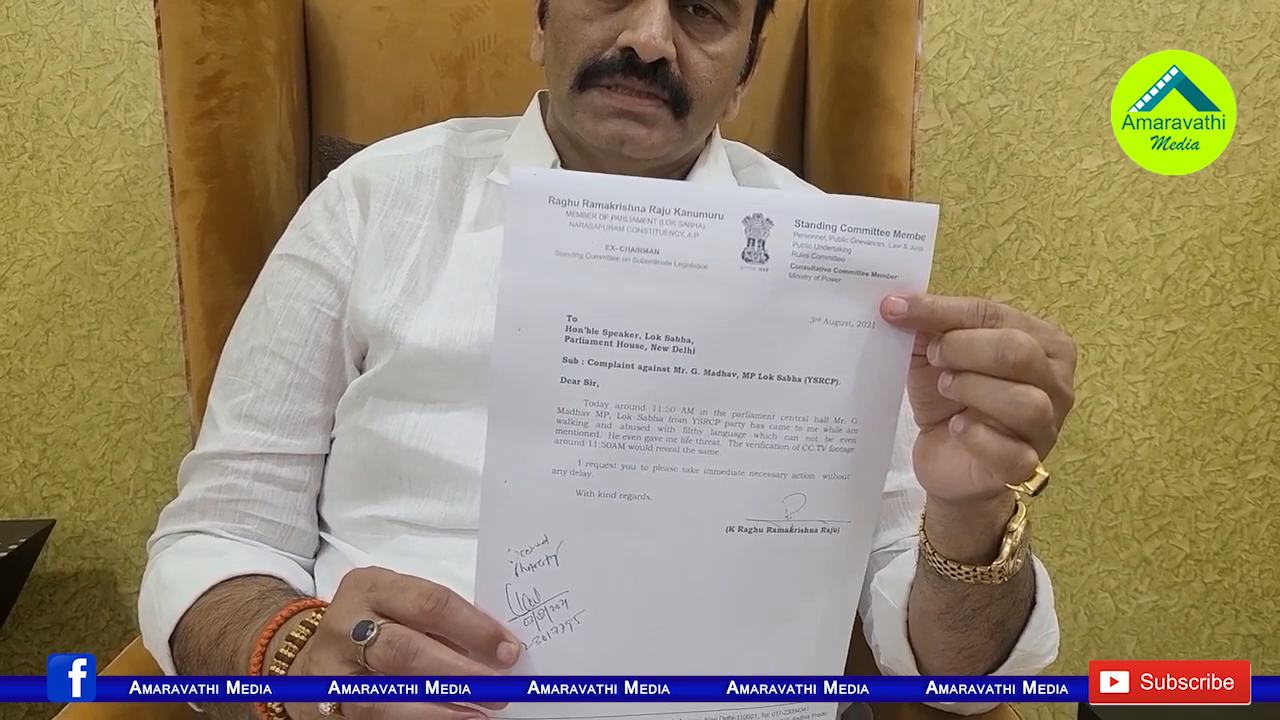 Amaravathi
Media
Raghu Ramakrishna Raju Kanumuru
MEMBER OF PARLIAMENT (LOK SABHA)
NARASAPURAM CONSTITUENCY, A.P
EX- CHAIRMAN
Standing Committee on Subordinate Legislation
Standing Committee Membe
Personnel, Public Grievances, Law & Justi
Public Undertaking
Rules Committee
Consultative Committee Member:
Ministry of Power
3rd August, 2021
To
Hon'ble Speaker, Lok Sabha,
Parliament House, New Delhi
Sub : Complaint against Mr. G. Madhav, MP Lok Sabha (YSRCP).
Dear Sir,
Today around 11:50 AM in the parliament central hall Mr. G
Madhav MP, Lok Sabha from YSRCP party has came to me while am
walking and abused with filthy language which can not be even
mentioned. He even gave me life threat. The verification of CC TV footage
around 11:50AM would reveal the same.
I request you to please take immediate necessary action without
any delay.
With kind regards.
(K Raghu Ramakrishna Raju)
f
Amaravathi Media
Amaravathi Media
Amaravathi Media
Amaravathi Media
Amaravathi Media
Subscribe